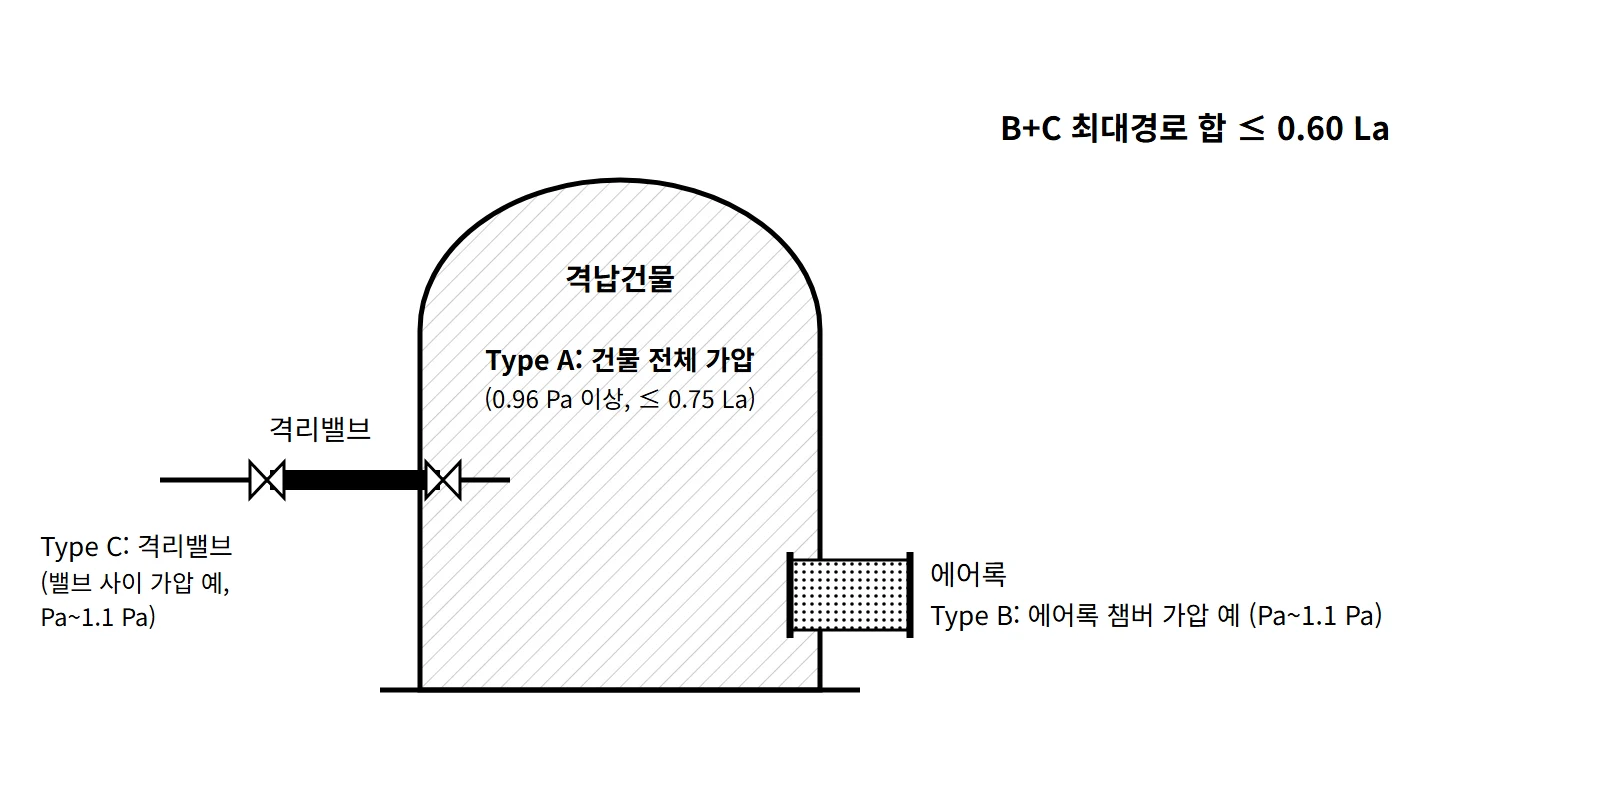 B+C 최대경로 합 ≤ 0.60 La
격납건물
Type A: 건물 전체 가압
(0.96 Pa 이상, ≤ 0.75 La)
격리밸브
Type C: 격리밸브
(밸브 사이 가압 예,
Pa~1.1 Pa)
에어록
Type B: 에어록 챔버 가압 예 (Pa~1.1 Pa)